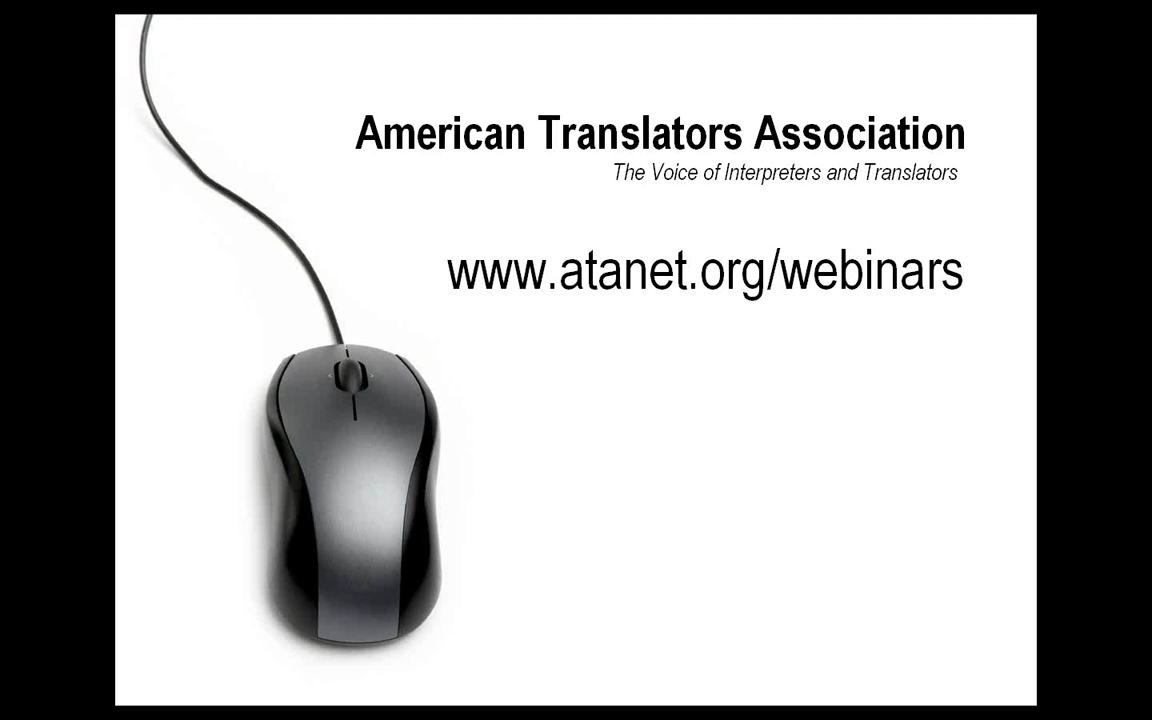 American Translators Association
The Voice of Interpreters and Translators
www.atanet.org/webinars